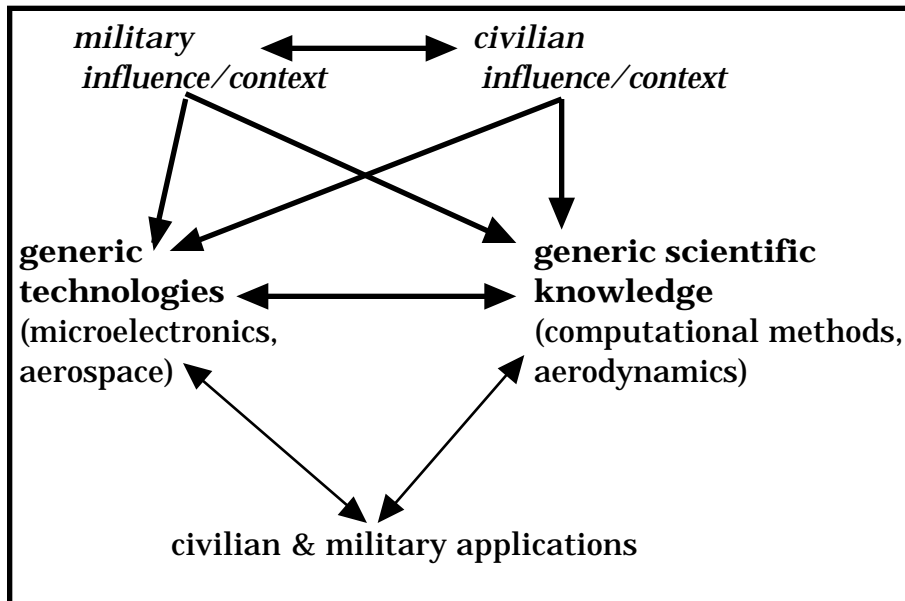 military
influence/context
civilian
influence/context
generic
technologies
(microelectronics,
aerospace)
generic scientific
knowledge
(computational methods,
aerodynamics)
civilian & military applications